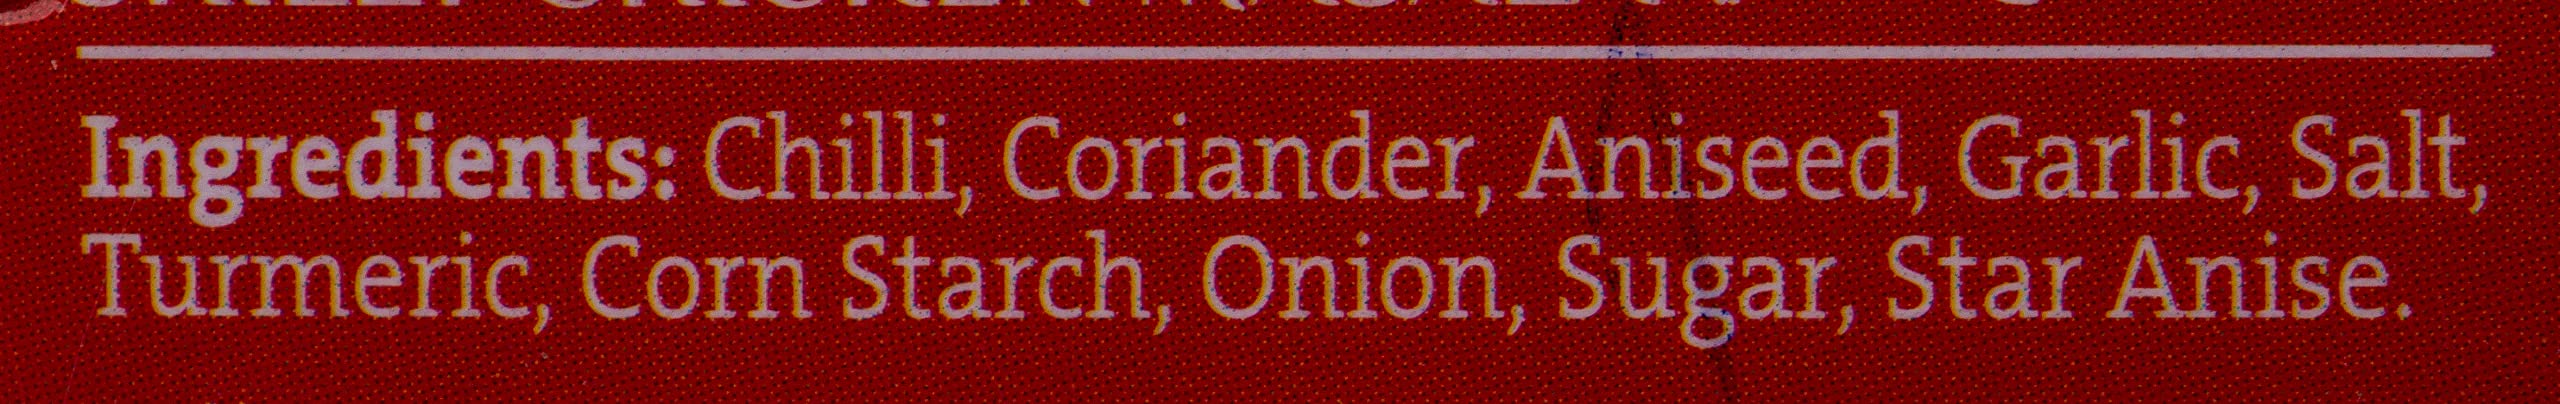 Ingredients: Chilli, Coriander, Aniseed, Garlic, Salt,
Turmeric, Corn Starch, Onion, Sugar, Star Anise.